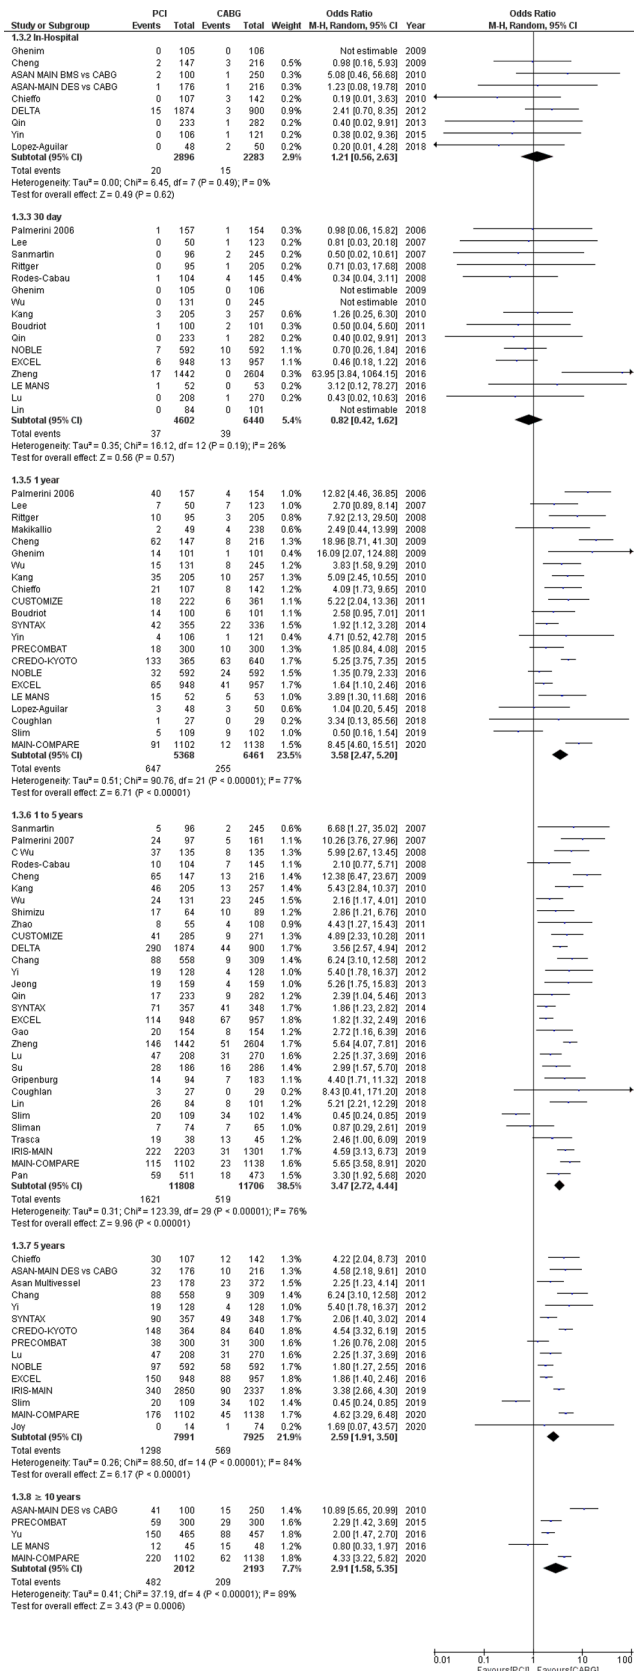 PCI CABG Odds Ratio Odds Ratio
Study or Subgroup Events Total Events Total Weight M-H, Random, 95% CI Year M-H, Random, 95% CI
1.3.2 In-Hospital
Ghenim 0 105 0 106 Not estimable 2009
Cheng 2 147 3 216 0.5% 0.98 [0.16, 5.93] 2009
ASAN MAIN BMS vs CABG 2 100 1 250 0.3% 5.08 [0.46, 56.68] 2010
ASAN-MAIN DES vs CABG 1 176 1 216 0.2% 1.23 [0.08, 19.78] 2010
Chieffo 0 107 3 142 0.2% 0.19 [0.01, 3.63] 2010
DELTA 15 1874 3 900 1.0% 2.41 [0.70, 8.35] 2012
Qin 0 233 1 282 0.2% 0.40 [0.02, 9.91] 2013
Yin 0 106 1 121 0.2% 0.38 [0.02, 9.36] 2015
Lopez-Aguilar 0 48 2 50 0.2% 0.20 [0.01, 4.28] 2018
Subtotal (95% CI) 2896 2283 2.9% 1.21 [0.56, 2.63]
Total events 20 15
Heterogeneity: Tau² = 0.00; Chi² = 6.45, df = 7 (P = 0.49); I² = 0%
Test for overall effect: Z = 0.49 (P = 0.62)
1.3.3 30 day
Palmerini 2006 1 157 1 154 0.3% 0.98 [0.06, 15.82] 2006
Lee 0 50 1 123 0.2% 0.81 [0.03, 20.18] 2007
Sanmartin 0 96 2 245 0.2% 0.50 [0.02, 10.61] 2007
Rittger 0 95 1 205 0.2% 0.71 [0.03, 17.68] 2008
Rodes-Cabau 1 104 4 145 0.4% 0.34 [0.04, 3.11] 2008
Ghenim 0 105 0 106 Not estimable 2009
Wu 0 131 0 245 Not estimable 2010
Kang 3 205 3 257 0.6% 1.26 [0.25, 6.30] 2010
Boudriot 1 100 2 101 0.3% 0.50 [0.04, 5.60] 2011
Qin 0 233 1 282 0.2% 0.40 [0.02, 9.91] 2013
NOBLE 7 592 10 592 1.1% 0.70 [0.26, 1.84] 2016
EXCEL 6 948 13 957 1.1% 0.46 [0.18, 1.22] 2016
Zheng 17 1442 0 2604 0.3% 63.95 [3.84, 1064.15] 2016
LE MANS 1 52 0 53 0.2% 3.12 [0.12, 78.27] 2016
Lu 0 208 1 270 0.2% 0.43 [0.02, 10.63] 2016
Lin 0 84 0 101 Not estimable 2018
Subtotal (95% CI) 4602 6440 5.4% 0.82 [0.42, 1.62]
Total events 37 39
Heterogeneity: Tau² = 0.35; Chi² = 16.12, df = 12 (P = 0.19); I² = 26%
Test for overall effect: Z = 0.56 (P = 0.57)
1.3.5 1 year
Palmerini 2006 40 157 4 154 1.0% 12.82 [4.46, 36.85] 2006
Lee 7 50 7 123 0.9% 2.70 [0.89, 8.14] 2007
Rittger 10 95 3 205 0.8% 7.92 [2.13, 29.50] 2008
Makikallio 2 49 4 238 0.5% 2.49 [0.44, 13.99] 2008
Cheng 62 147 8 216 1.2% 18.96 [8.71, 41.30] 2009
Ghenim 14 101 1 101 0.4% 16.09 [2.07, 124.88] 2009
Wu 15 131 8 245 1.1% 3.83 [1.58, 9.29] 2010
Kang 35 205 10 257 1.3% 5.09 [2.45, 10.55] 2010
Chieffo 21 107 8 142 1.1% 4.09 [1.73, 9.65] 2010
CUSTOMIZE 18 222 6 361 1.0% 5.22 [2.04, 13.36] 2011
Boudriot 14 100 6 101 1.0% 2.58 [0.95, 7.01] 2011
SYNTAX 42 355 22 336 1.5% 1.92 [1.12, 3.28] 2014
Yin 4 106 1 121 0.4% 4.71 [0.52, 42.78] 2015
PRECOMBAT 18 300 10 300 1.2% 1.85 [0.84, 4.08] 2015
CREDO-KYOTO 133 365 63 640 1.7% 5.25 [3.75, 7.35] 2015
NOBLE 32 592 24 592 1.5% 1.35 [0.79, 2.33] 2016
EXCEL 65 948 41 957 1.6% 1.64 [1.10, 2.46] 2016
LE MANS 15 52 5 53 0.9% 3.89 [1.30, 11.68] 2016
Lopez-Aguilar 3 48 3 50 0.5% 1.04 [0.20, 5.45] 2018
Coughlan 1 27 0 29 0.2% 3.34 [0.13, 85.56] 2018
Slim 5 109 9 102 0.9% 0.50 [0.16, 1.54] 2019
MAIN-COMPARE 91 1102 12 1138 1.4% 8.45 [4.60, 15.51] 2020
Subtotal (95% CI) 5368 6461 23.5% 3.58 [2.47, 5.20]
Total events 647 255
Heterogeneity: Tau² = 0.51; Chi² = 90.76, df = 21 (P < 0.00001); I² = 77%
Test for overall effect: Z = 6.71 (P < 0.00001)
1.3.6 1 to 5 years
Sanmartin 5 96 2 245 0.6% 6.68 [1.27, 35.02] 2007
Palmerini 2007 24 97 5 161 1.0% 10.26 [3.76, 27.96] 2007
C Wu 37 135 8 135 1.2% 5.99 [2.67, 13.45] 2008
Rodes-Cabau 10 104 7 145 1.0% 2.10 [0.77, 5.71] 2008
Cheng 65 147 13 216 1.3% 12.38 [6.47, 23.67] 2009
Kang 46 205 13 257 1.3% 5.43 [2.84, 10.37] 2010
Wu 24 131 23 245 1.4% 2.16 [1.17, 4.01] 2010
Shimizu 17 64 10 89 1.1% 2.86 [1.21, 6.76] 2010
Zhao 8 55 4 108 0.8% 4.43 [1.27, 15.43] 2011
CUSTOMIZE 41 285 9 271 1.2% 4.89 [2.33, 10.28] 2011
DELTA 290 1874 44 900 1.7% 3.56 [2.57, 4.94] 2012
Chang 88 558 9 309 1.3% 6.24 [3.10, 12.58] 2012
Yi 19 128 4 128 0.9% 5.40 [1.78, 16.37] 2012
Jeong 19 159 4 159 0.9% 5.26 [1.75, 15.83] 2013
Qin 17 233 9 282 1.1% 2.39 [1.04, 5.46] 2013
SYNTAX 71 357 41 348 1.6% 1.86 [1.23, 2.82] 2014
EXCEL 114 948 67 957 1.7% 1.82 [1.32, 2.49] 2016
Gao 20 154 8 154 1.1% 2.72 [1.16, 6.39] 2016
Zheng 146 1442 51 2604 1.7% 5.64 [4.07, 7.81] 2016
Lu 47 208 31 270 1.5% 2.25 [1.37, 3.69] 2016
Su 28 186 16 286 1.4% 2.99 [1.57, 5.70] 2016
Gripenburg 14 94 7 183 1.0% 4.40 [1.71, 11.32] 2018
Coughlan 3 27 0 29 0.2% 8.43 [0.41, 171.20] 2018
Lin 26 84 8 101 1.1% 5.21 [2.21, 12.29] 2018
Slim 20 109 34 102 1.4% 0.45 [0.24, 0.85] 2019
Sliman 7 74 7 65 0.9% 0.87 [0.29, 2.61] 2019
Trasca 19 38 13 45 1.0% 2.46 [1.00, 6.09] 2019
IRIS-MAIN 222 2203 31 1301 1.6% 4.59 [3.13, 6.73] 2019
MAIN-COMPARE 115 1102 23 1138 1.6% 5.65 [3.58, 8.91] 2020
Pan 59 511 18 473 1.5% 3.30 [1.92, 5.68] 2020
Subtotal (95% CI) 11808 11706 38.5% 3.47 [2.72, 4.44]
Total events 1621 519
Heterogeneity: Tau² = 0.31; Chi² = 123.39, df = 29 (P < 0.00001); I² = 76%
Test for overall effect: Z = 9.96 (P < 0.00001)
1.3.7 5 years
Chieffo 30 107 12 142 1.3% 4.22 [2.04, 8.73] 2010
ASAN-MAIN DES vs CABG 32 176 10 216 1.2% 4.58 [2.18, 9.61] 2010
Asan Multivessel 23 178 23 372 1.4% 2.25 [1.23, 4.14] 2011
Chang 88 558 9 309 1.3% 6.24 [3.10, 12.58] 2012
Yi 19 128 4 128 0.9% 5.40 [1.78, 16.37] 2012
SYNTAX 90 357 49 348 1.6% 2.06 [1.40, 3.02] 2014
CREDO-KYOTO 148 364 84 640 1.7% 4.54 [3.32, 6.19] 2015
PRECOMBAT 38 300 31 300 1.5% 1.26 [0.76, 2.08] 2015
Lu 47 208 31 270 1.5% 2.25 [1.37, 3.69] 2016
NOBLE 97 592 58 592 1.7% 1.80 [1.27, 2.55] 2016
EXCEL 150 948 88 957 1.7% 1.86 [1.40, 2.46] 2016
IRIS-MAIN 340 2850 90 2337 1.8% 3.38 [2.66, 4.30] 2019
Slim 20 109 34 102 1.4% 0.45 [0.24, 0.85] 2019
MAIN-COMPARE 176 1102 45 1138 1.7% 4.62 [3.29, 6.48] 2020
Joy 0 14 1 74 0.2% 1.69 [0.07, 43.57] 2020
Subtotal (95% CI) 7991 7925 21.9% 2.59 [1.91, 3.50]
Total events 1298 569
Heterogeneity: Tau² = 0.26; Chi² = 88.50, df = 14 (P < 0.00001); I² = 84%
Test for overall effect: Z = 6.17 (P < 0.00001)
1.3.8 ≥ 10 years
ASAN-MAIN DES vs CABG 41 100 15 250 1.4% 10.89 [5.65, 20.99] 2010
PRECOMBAT 59 300 29 300 1.5% 2.29 [1.42, 3.69] 2015
Yu 150 465 88 457 1.7% 2.00 [1.47, 2.70] 2016
LE MANS 12 45 15 48 1.0% 0.80 [0.33, 1.97] 2016
MAIN-COMPARE 220 1102 62 1138 1.7% 4.33 [3.22, 5.82] 2020
Subtotal (95% CI) 2012 2193 7.7% 2.91 [1.58, 5.35]
Total events 482 209
Heterogeneity: Tau² = 0.41; Chi² = 37.19, df = 4 (P < 0.00001); I² = 89%
Test for overall effect: Z = 3.43 (P = 0.0006)
0.01 0.1 1 10 100
Favours [PCI] Favours [CABG]